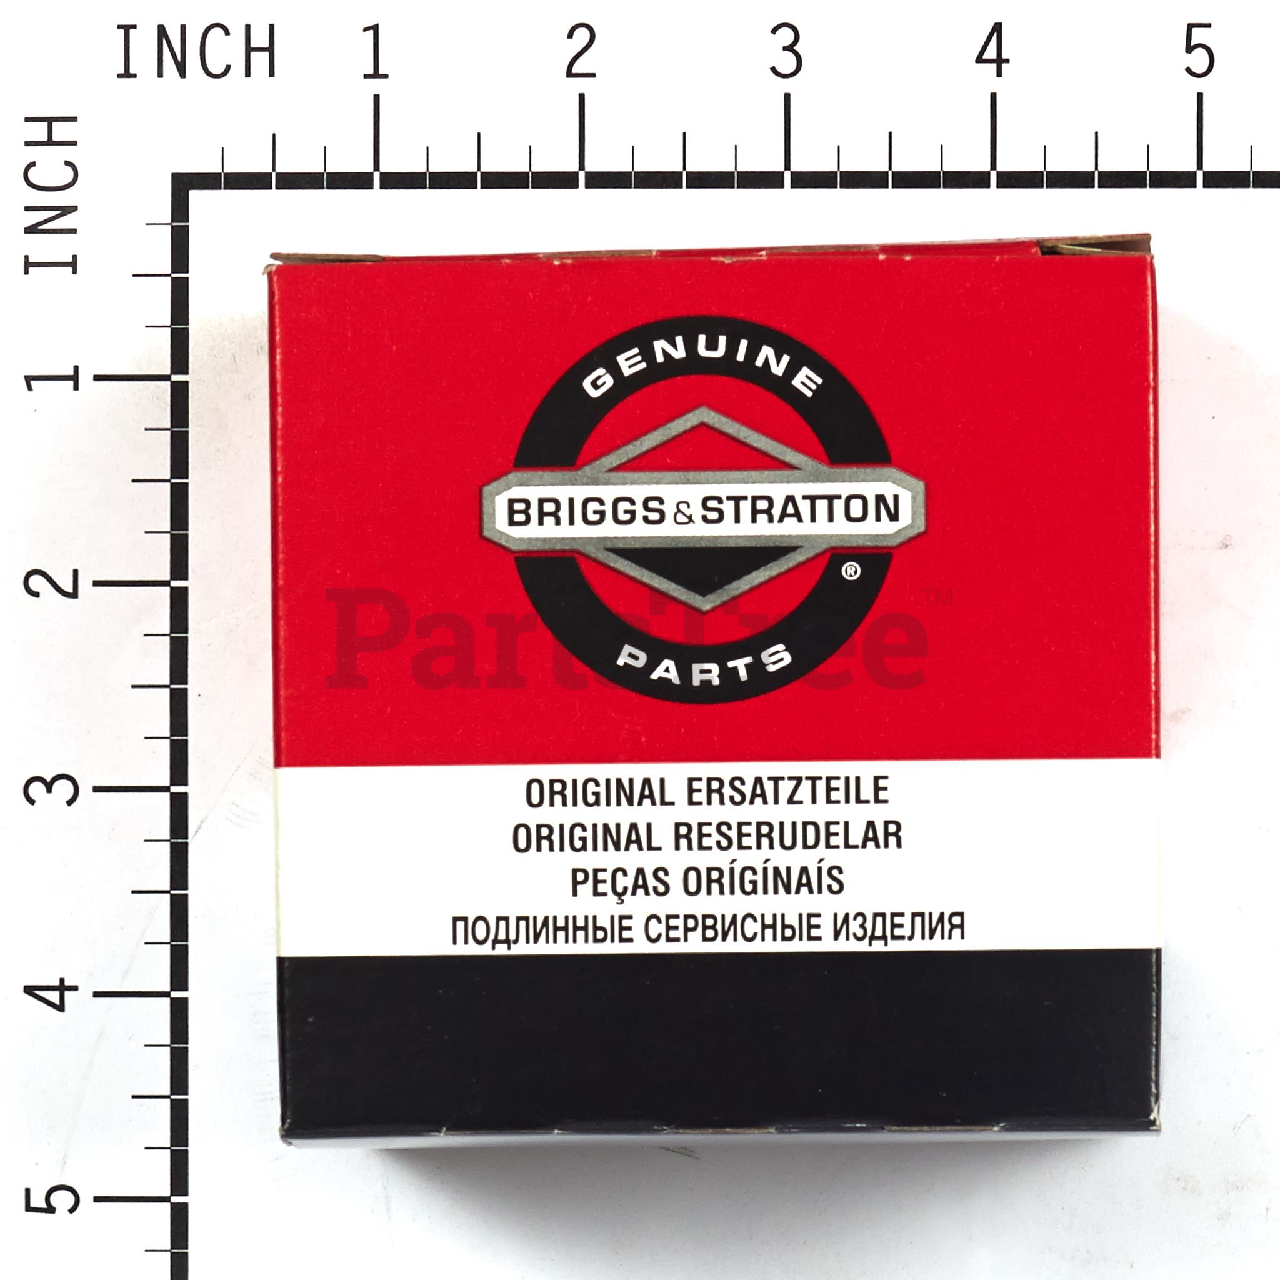 INCH 1 2 3 4 5
INCH 1 2 3 4 5
GENUINE
BRIGGS & STRATTON
®
PARTS
PartsTree™
ORIGINAL ERSATZTEILE
ORIGINAL RESERUDELAR
PEÇAS ORÍGÍNAÍS
ПОДЛИННЫЕ СЕРВИСНЫЕ ИЗДЕЛИЯ